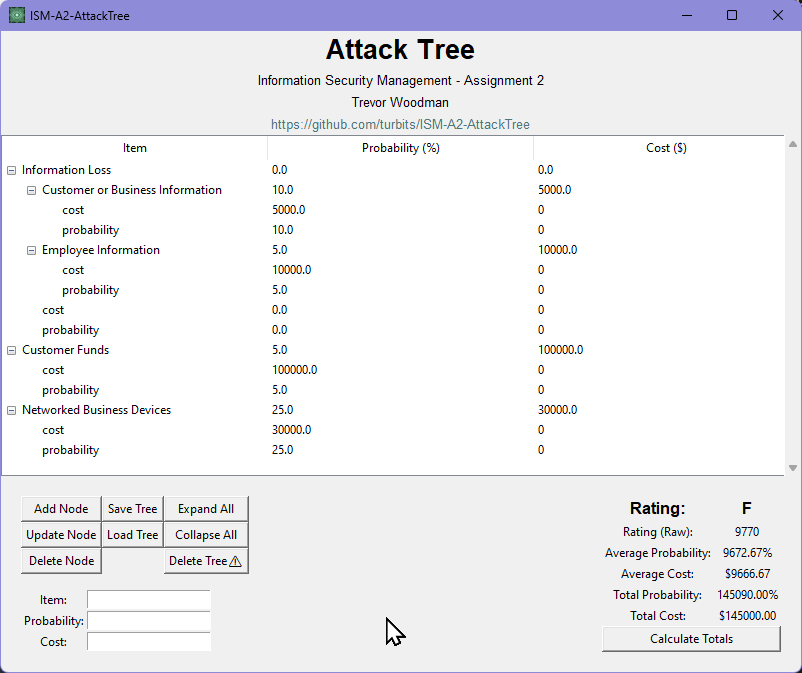 ISM-A2-AttackTree
Attack Tree
Information Security Management - Assignment 2
Trevor Woodman
https://github.com/turbits/ISM-A2-AttackTree
Item Probability (%) Cost ($)
Information Loss 0.0 0.0
Customer or Business Information 10.0 5000.0
cost 5000.0 0
probability 10.0 0
Employee Information 5.0 10000.0
cost 10000.0 0
probability 5.0 0
cost 0.0 0
probability 0.0 0
Customer Funds 5.0 100000.0
cost 100000.0 0
probability 5.0 0
Networked Business Devices 25.0 30000.0
cost 30000.0 0
probability 25.0 0
Add Node Save Tree Expand All
Update Node Load Tree Collapse All
Delete Node Delete Tree⚠
Item:
Probability:
Cost:
Rating: F
Rating (Raw): 9770
Average Probability: 9672.67%
Average Cost: $9666.67
Total Probability: 145090.00%
Total Cost: $145000.00
Calculate Totals